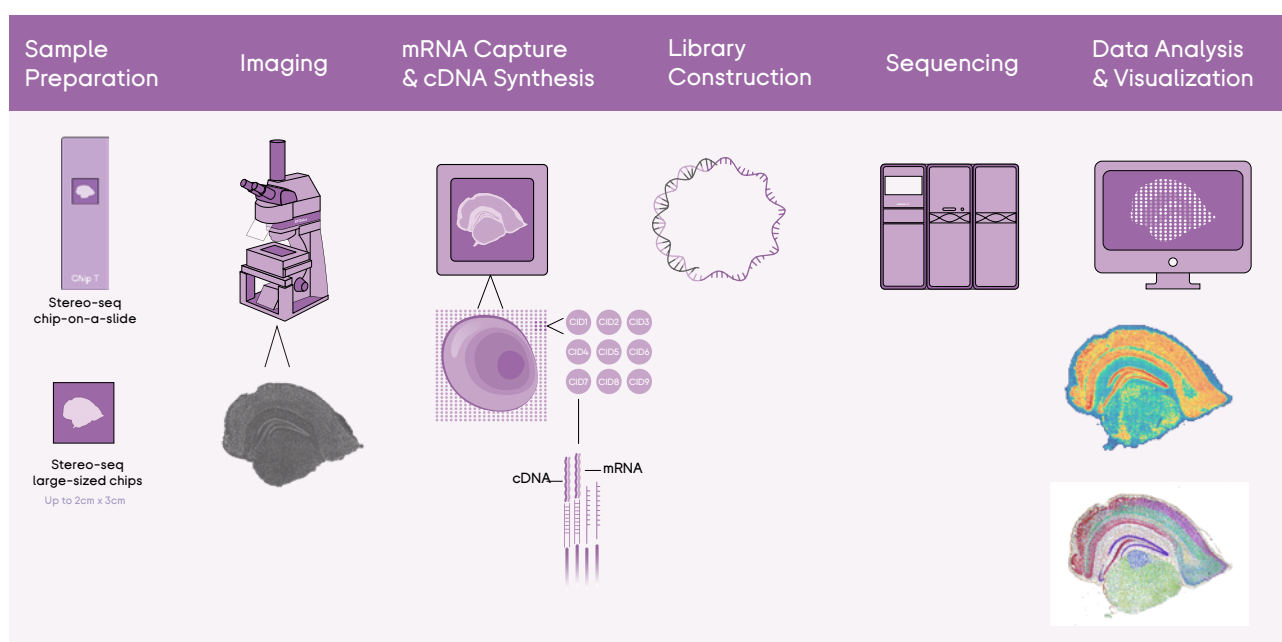 Sample
Preparation
Imaging
mRNA Capture
& cDNA Synthesis
Library
Construction
Sequencing
Data Analysis
& Visualization
Chip T
Stereo-seq
chip-on-a-slide
Stereo-seq
large-sized chips
Up to 2cm x 3cm
CID1 CID2 CID3
CID4 CID5 CID6
CID7 CID8 CID9
cDNA
mRNA